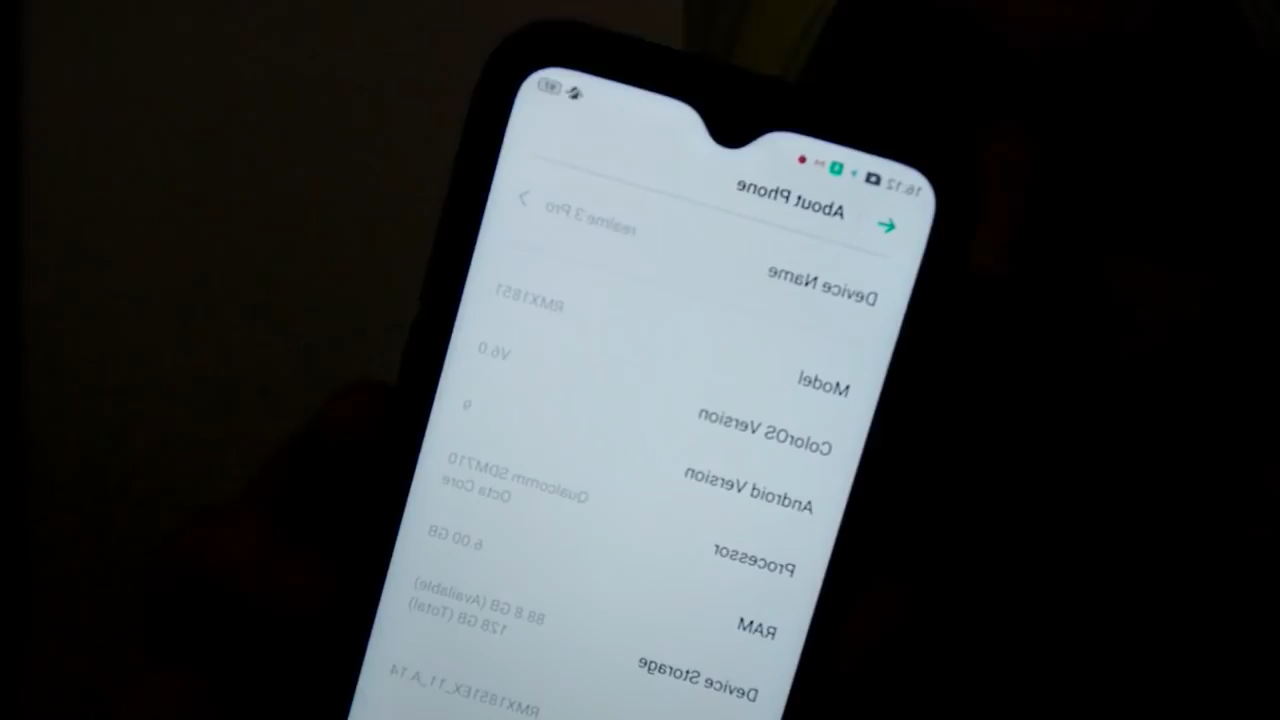 16:12
About Phone
Device Name realme 3 Pro
Model RMX1851
ColorOS Version V6.0
Android Version 9
Processor Qualcomm SDM710
Octa Core
RAM 6.00 GB
Device Storage 88.8 GB (Available)
128 GB (Total)
RMX1851EX_11_A.14